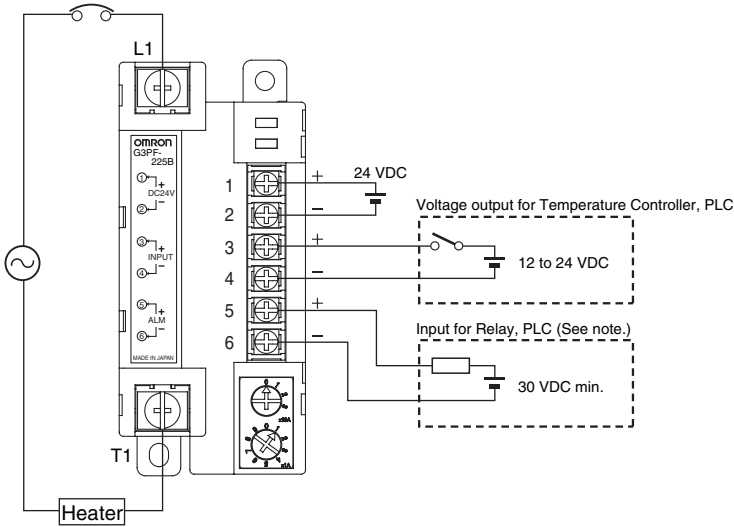 L1
OMRON
G3PF-
225B
1 +
DC24V
2 −
3 +
INPUT
4 −
5 +
ALM
6 −
MADE IN JAPAN
1 + 24 VDC
2 −
Voltage output for Temperature Controller, PLC
3 +
12 to 24 VDC
4 −
5 +
Input for Relay, PLC (See note.)
6 −
30 VDC min.
T1
Heater